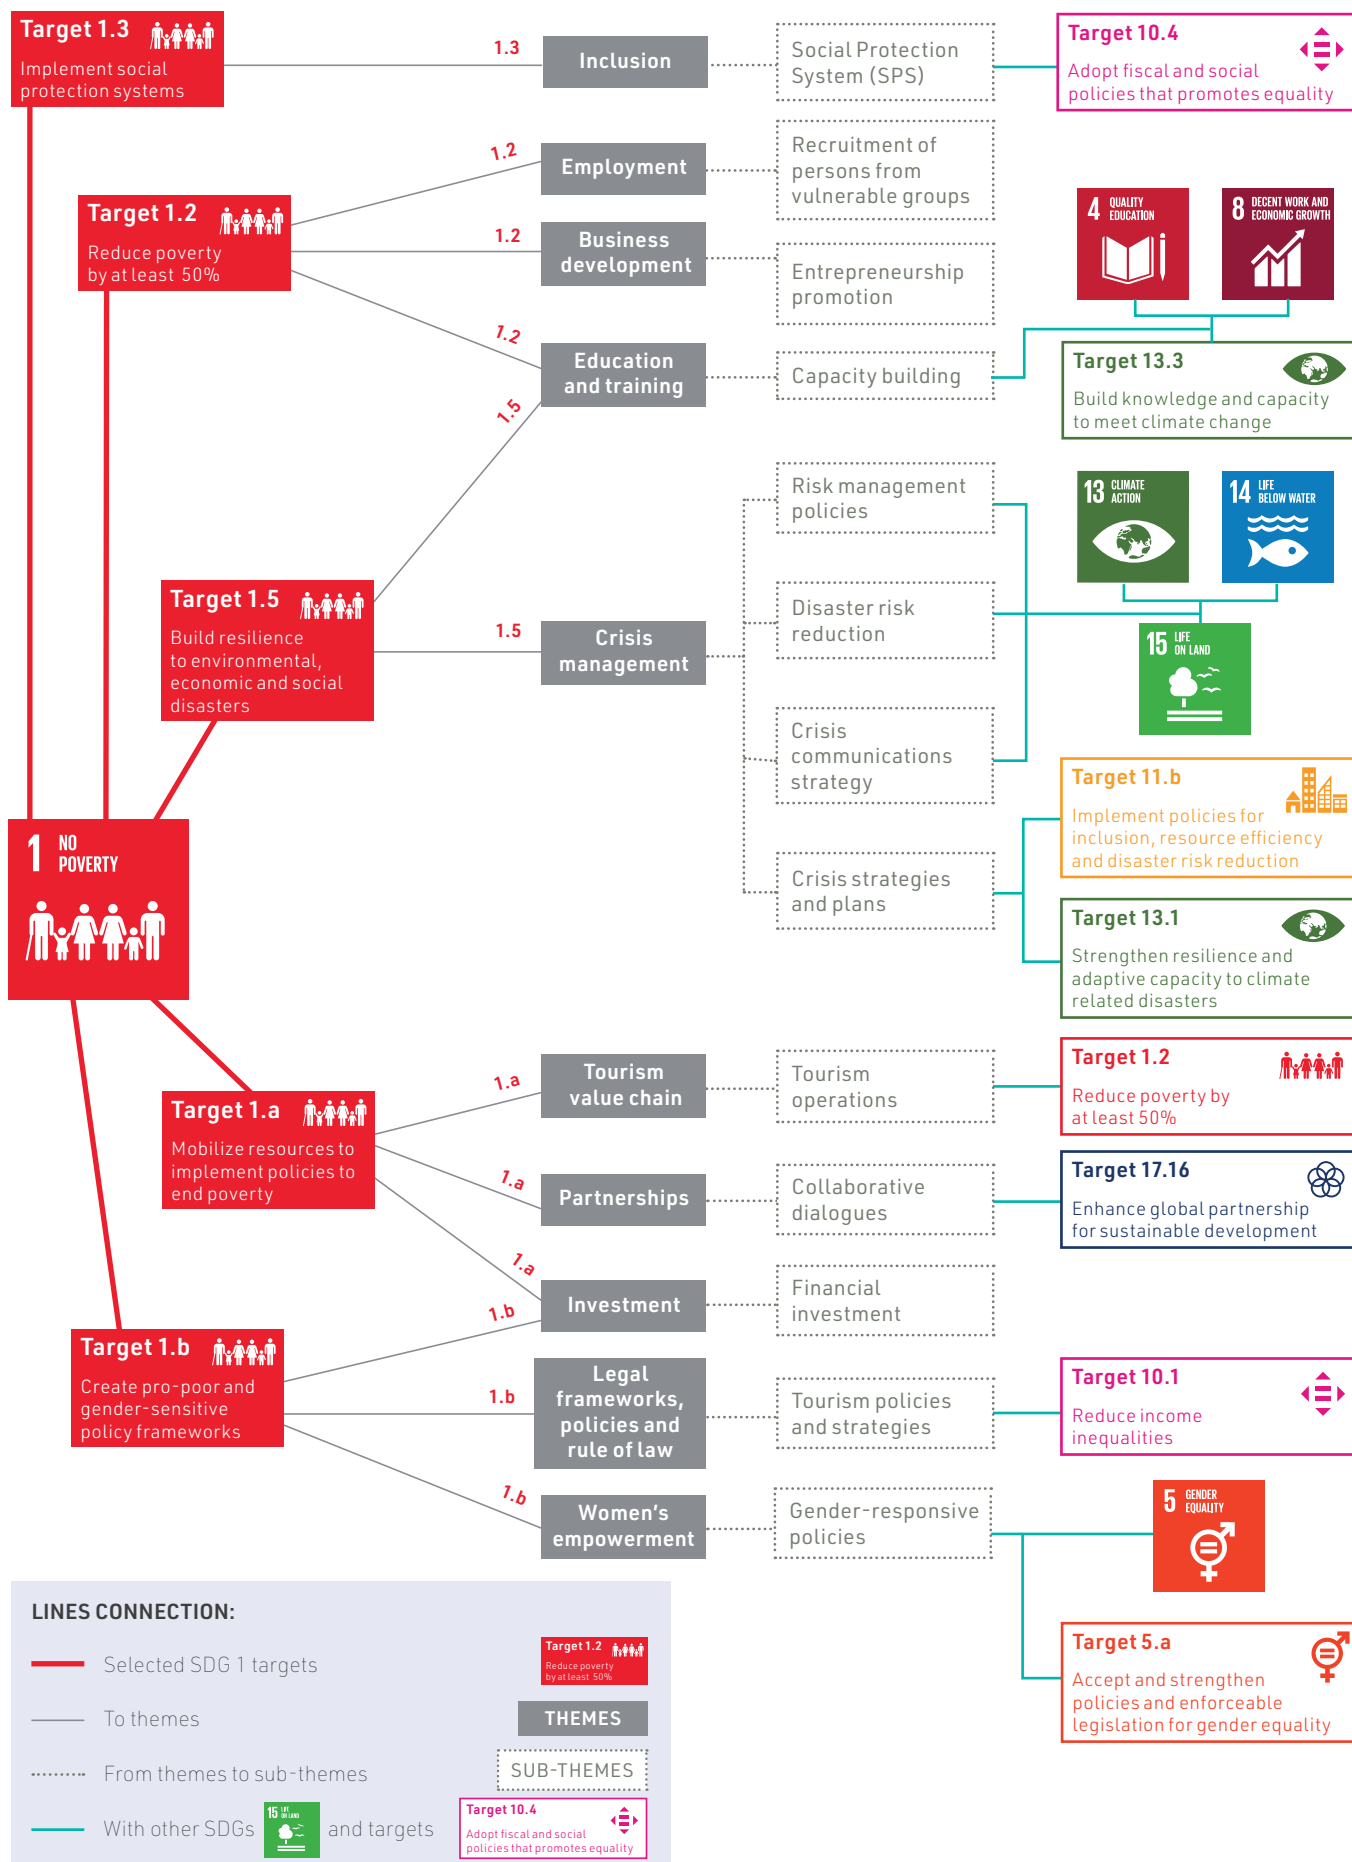 Target 1.3
Implement social
protection systems
1.3
Inclusion
Social Protection
System (SPS)
Target 10.4
Adopt fiscal and social
policies that promotes equality
1.2
Employment
Recruitment of
persons from
vulnerable groups
Target 1.2
Reduce poverty
by at least 50%
1.2
Business
development
Entrepreneurship
promotion
4 QUALITY
EDUCATION
8 DECENT WORK AND
ECONOMIC GROWTH
1.2
Education
and training
Capacity building
Target 13.3
Build knowledge and capacity
to meet climate change
1.5
Risk management
policies
13 CLIMATE
ACTION
14 LIFE
BELOW WATER
Target 1.5
Build resilience
to environmental,
economic and social
disasters
1.5
Crisis
management
Disaster risk
reduction
15 LIFE
ON LAND
Crisis
communications
strategy
Target 11.b
Implement policies for
inclusion, resource efficiency
and disaster risk reduction
1 NO
POVERTY
Crisis strategies
and plans
Target 13.1
Strengthen resilience and
adaptive capacity to climate
related disasters
Target 1.a
Mobilize resources to
implement policies to
end poverty
1.a
Tourism
value chain
Tourism
operations
Target 1.2
Reduce poverty by
at least 50%
1.a
Partnerships
Collaborative
dialogues
Target 17.16
Enhance global partnership
for sustainable development
1.a
1.b
Investment
Financial
investment
Target 1.b
Create pro-poor and
gender-sensitive
policy frameworks
1.b
Legal
frameworks,
policies and
rule of law
Tourism policies
and strategies
Target 10.1
Reduce income
inequalities
1.b
Women's
empowerment
Gender-responsive
policies
5 GENDER
EQUALITY
Target 5.a
Accept and strengthen
policies and enforceable
legislation for gender equality
LINES CONNECTION:
Selected SDG 1 targets
Target 1.2
Reduce poverty
by at least 50%
To themes
THEMES
From themes to sub-themes
SUB-THEMES
With other SDGs
15 LIFE
ON LAND
and targets
Target 10.4
Adopt fiscal and social
policies that promotes equality